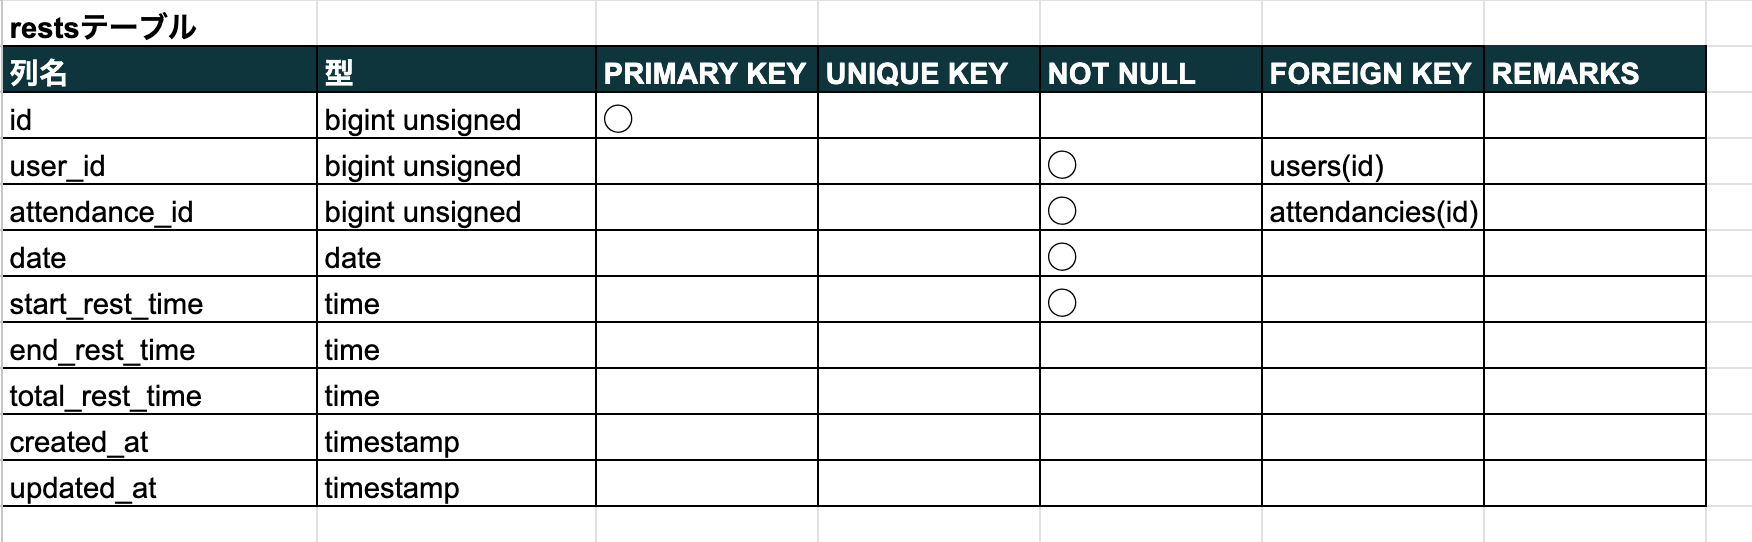 restsテーブル
列名 型 PRIMARY KEY UNIQUE KEY NOT NULL FOREIGN KEY REMARKS
id bigint unsigned ◯
user_id bigint unsigned ◯ users(id)
attendance_id bigint unsigned ◯ attendancies(id)
date date ◯
start_rest_time time ◯
end_rest_time time
total_rest_time time
created_at timestamp
updated_at timestamp